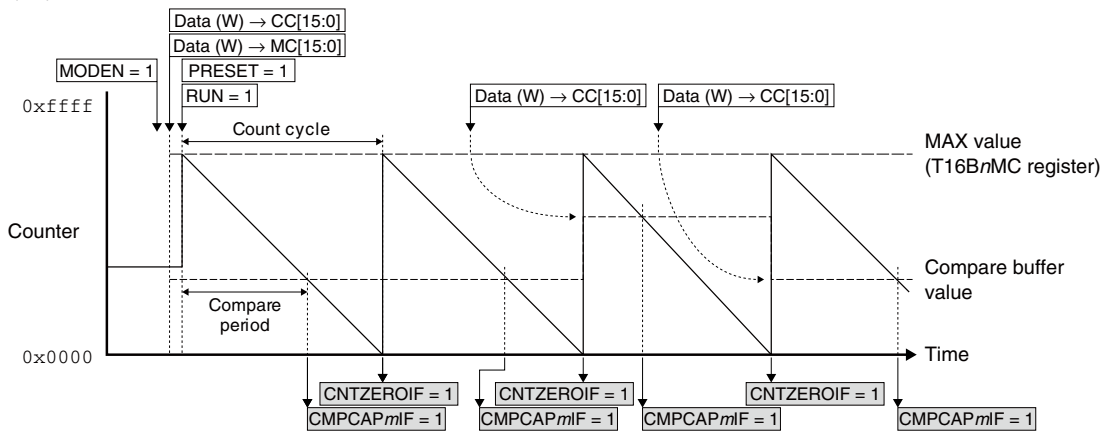 Data (W) → CC[15:0]
Data (W) → MC[15:0]
MODEN = 1
PRESET = 1
RUN = 1
Data (W) → CC[15:0]
Data (W) → CC[15:0]
0xffff
Count cycle
MAX value
(T16BnMC register)
Counter
Compare
period
Compare buffer
value
0x0000
Time
CNTZEROIF = 1
CNTZEROIF = 1
CNTZEROIF = 1
CMPCAPmIF = 1
CMPCAPmIF = 1
CMPCAPmIF = 1
CMPCAPmIF = 1